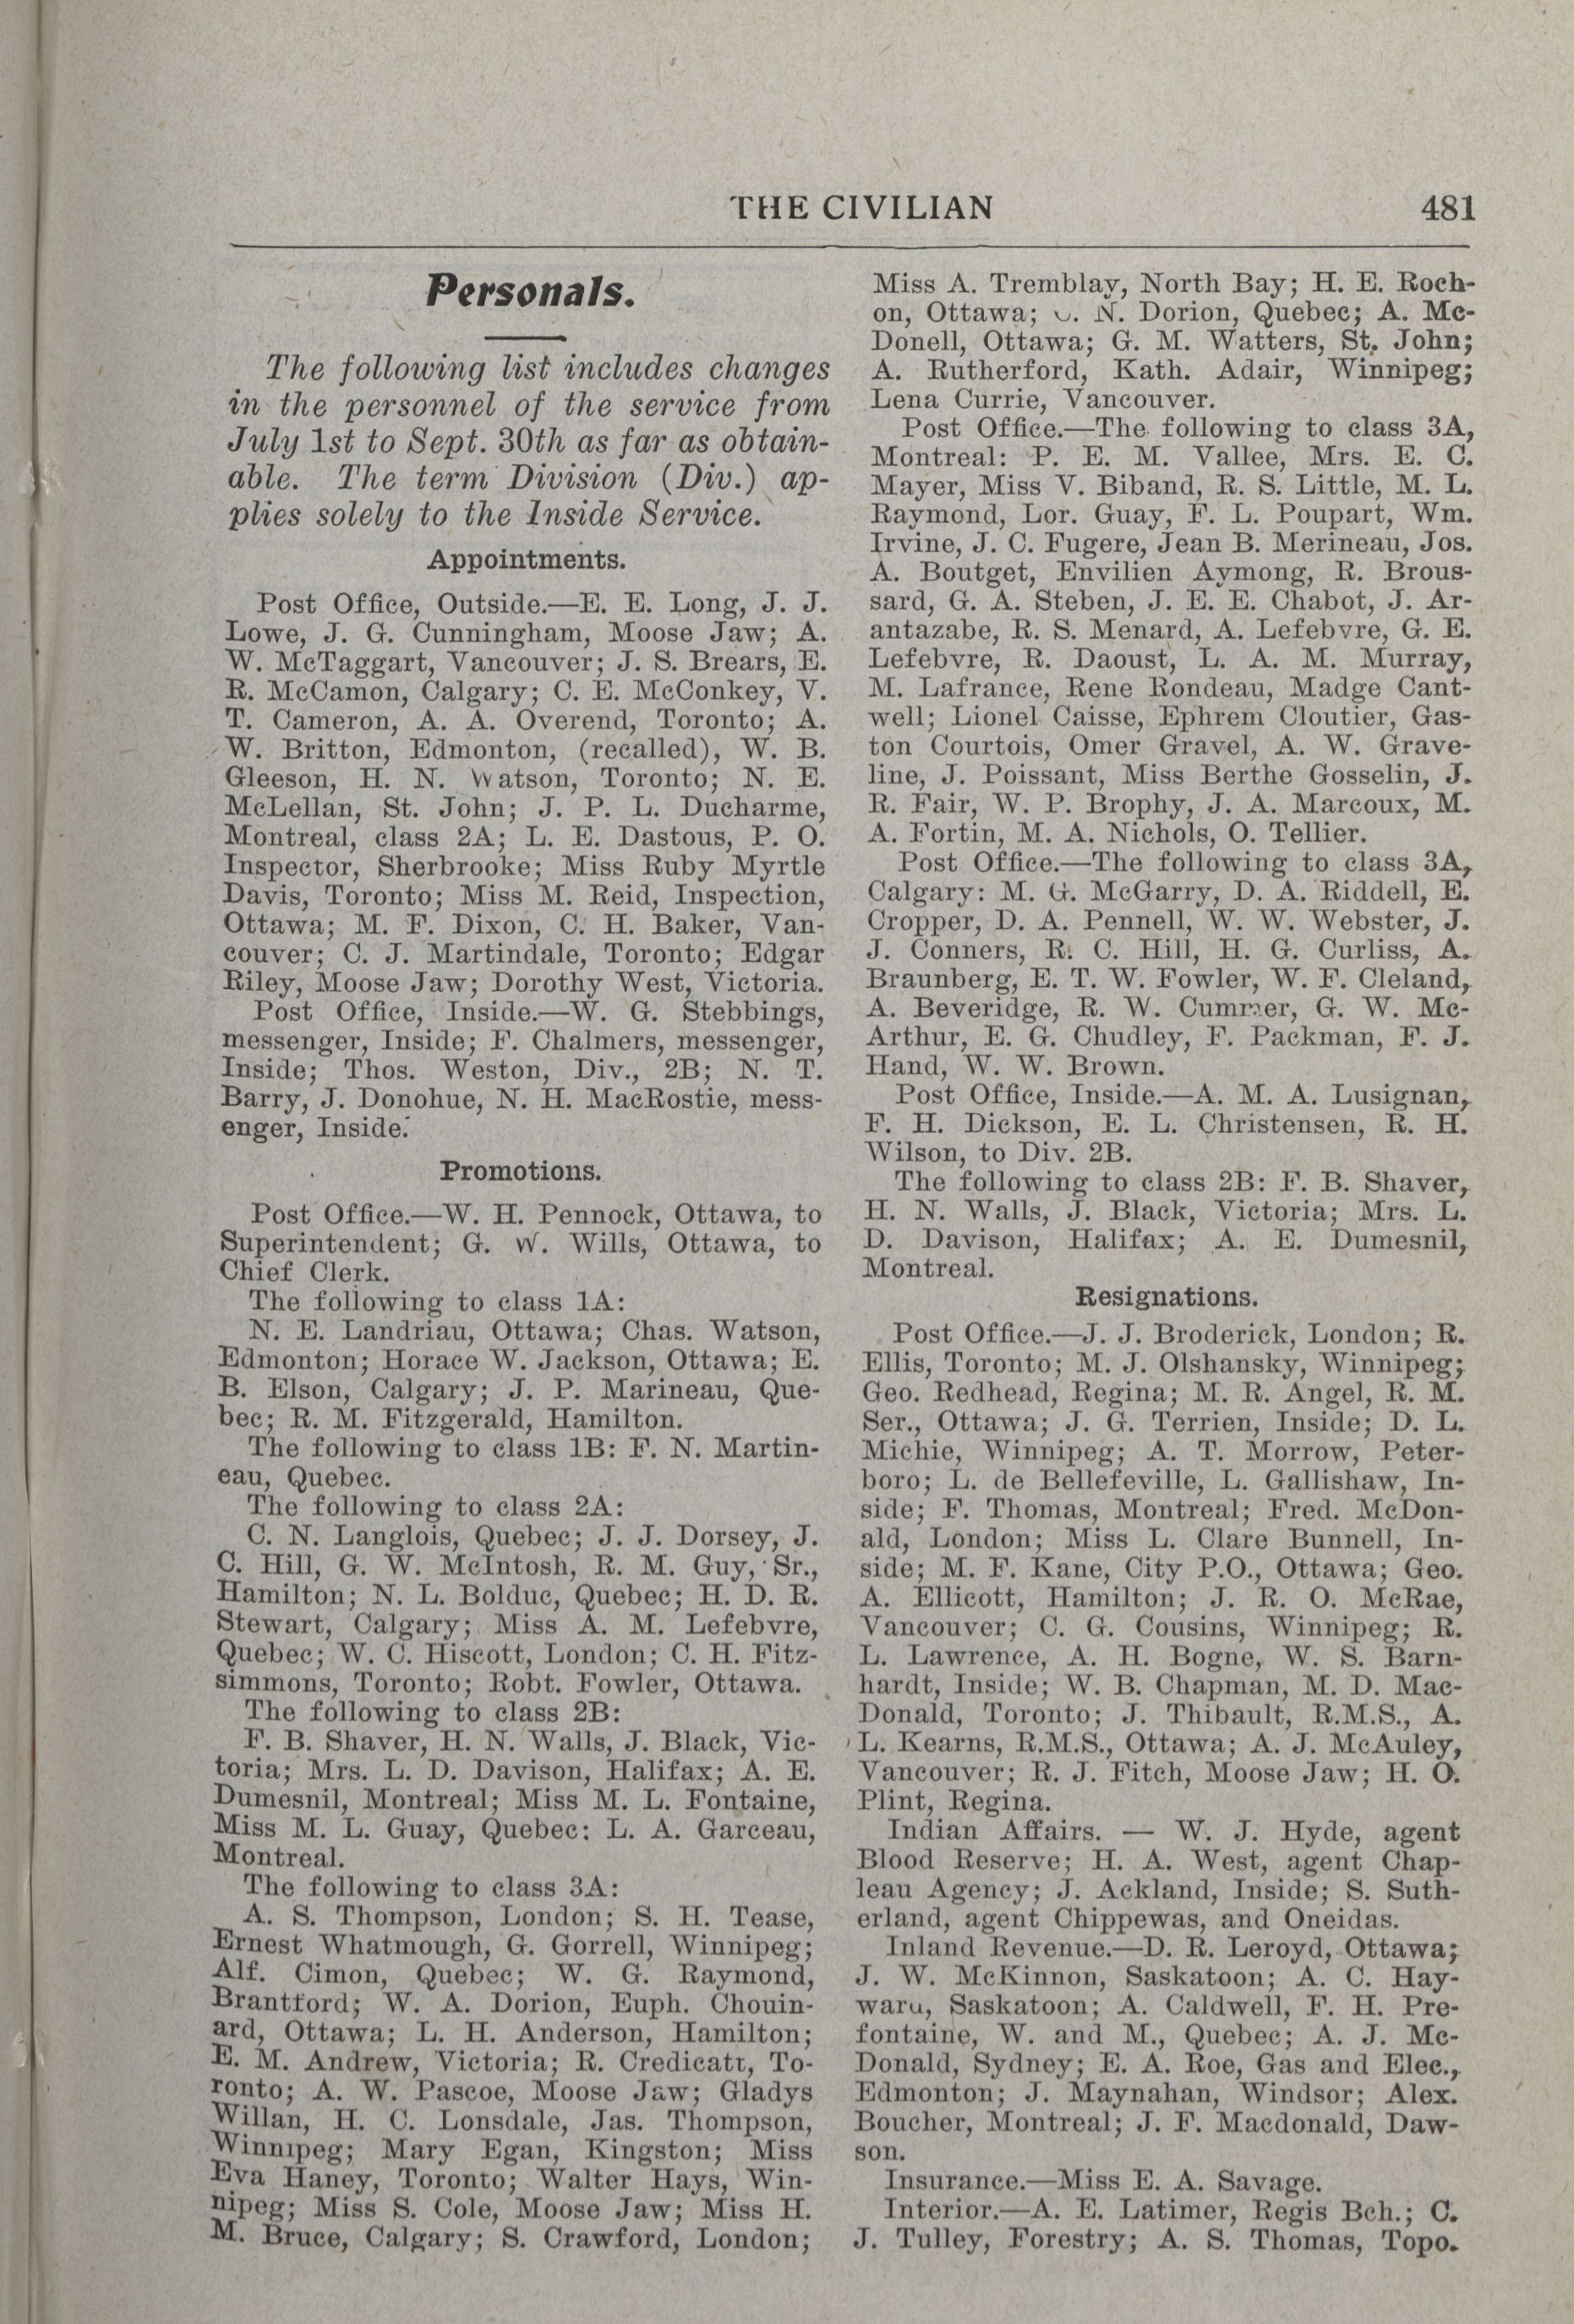 THE CIVILIAN
481
Personals.
The following list includes changes
in the personnel of the service from
July 1st to Sept. 30th as far as obtain-
able. The term Division (Div.) ap-
plies solely to the Inside Service.
Appointments.
Post Office, Outside.—E. E. Long, J. J.
Lowe, J. G. Cunningham, Moose Jaw; A.
W. McTaggart, Vancouver; J. S. Brears, E.
R. McCamon, Calgary; C. E. McConkey, V.
T. Cameron, A. A. Overend, Toronto; A.
W. Britton, Edmonton, (recalled), W. B.
Gleeson, H. N. Watson, Toronto; N. E.
McLellan, St. John; J. P. L. Ducharme,
Montreal, class 2A; L. E. Dastous, P. O.
Inspector, Sherbrooke; Miss Ruby Myrtle
Davis, Toronto; Miss M. Reid, Inspection,
Ottawa; M. F. Dixon, C. H. Baker, Van-
couver; C. J. Martindale, Toronto; Edgar
Riley, Moose Jaw; Dorothy West, Victoria.
Post Office, Inside.—W. G. Stebbings,
messenger, Inside; F. Chalmers, messenger,
Inside; Thos. Weston, Div., 2B; N. T.
Barry, J. Donohue, N. H. MacRostie, mess-
enger, Inside.
Promotions.
Post Office.—W. H. Pennock, Ottawa, to
Superintendent; G. W. Wills, Ottawa, to
Chief Clerk.
The following to class 1A:
N. E. Landriau, Ottawa; Chas. Watson,
Edmonton; Horace W. Jackson, Ottawa; E.
B. Elson, Calgary; J. P. Marineau, Que-
bec; R. M. Fitzgerald, Hamilton.
The following to class 1B: F. N. Martin-
eau, Quebec.
The following to class 2A:
C. N. Langlois, Quebec; J. J. Dorsey, J.
C. Hill, G. W. McIntosh, R. M. Guy, Sr.,
Hamilton; N. L. Bolduc, Quebec; H. D. R.
Stewart, Calgary; Miss A. M. Lefebvre,
Quebec; W. C. Hiscott, London; C. H. Fitz-
simmons, Toronto; Robt. Fowler, Ottawa.
The following to class 2B:
F. B. Shaver, H. N. Walls, J. Black, Vic-
toria; Mrs. L. D. Davison, Halifax; A. E.
Dumesnil, Montreal; Miss M. L. Fontaine,
Miss M. L. Guay, Quebec: L. A. Garceau,
Montreal.
The following to class 3A:
A. S. Thompson, London; S. H. Tease,
Ernest Whatmough, G. Gorrell, Winnipeg;
Alf. Cimon, Quebec; W. G. Raymond,
Brantford; W. A. Dorion, Euph. Chouin-
ard, Ottawa; L. H. Anderson, Hamilton;
E. M. Andrew, Victoria; R. Credicatt, To-
ronto; A. W. Pascoe, Moose Jaw; Gladys
Willan, H. C. Lonsdale, Jas. Thompson,
Winnipeg; Mary Egan, Kingston; Miss
Eva Haney, Toronto; Walter Hays, Win-
nipeg; Miss S. Cole, Moose Jaw; Miss H.
M. Bruce, Calgary; S. Crawford, London;
Miss A. Tremblay, North Bay; H. E. Roch-
on, Ottawa; N. Dorion, Quebec; A. Mc-
Donell, Ottawa; G. M. Watters, St. John;
A. Rutherford, Kath. Adair, Winnipeg;
Lena Currie, Vancouver.
Post Office.—The following to class 3A,
Montreal: P. E. M. Vallee, Mrs. E. C.
Mayer, Miss V. Biband, R. S. Little, M. L.
Raymond, Lor. Guay, F. L. Poupart, Wm.
Irvine, J. C. Fugere, Jean B. Merineau, Jos.
A. Boutget, Envilien Aymong, R. Brous-
sard, G. A. Steben, J. E. E. Chabot, J. Ar-
antazabe, R. S. Menard, A. Lefebvre, G. E.
Lefebvre, R. Daoust, L. A. M. Murray,
M. Lafrance, Rene Rondeau, Madge Cant-
well; Lionel Caisse, Ephrem Cloutier, Gas-
ton Courtois, Omer Gravel, A. W. Grave-
line, J. Poissant, Miss Berthe Gosselin, J.
R. Fair, W. P. Brophy, J. A. Marcoux, M.
A. Fortin, M. A. Nichols, O. Tellier.
Post Office.—The following to class 3A,
Calgary: M. G. McGarry, D. A. Riddell, E.
Cropper, D. A. Pennell, W. W. Webster, J.
J. Conners, R. C. Hill, H. G. Curliss, A.
Braunberg, E. T. W. Fowler, W. F. Cleland,
A. Beveridge, R. W. Cummer, G. W. Mc-
Arthur, E. G. Chudley, F. Packman, F. J.
Hand, W. W. Brown.
Post Office, Inside.—A. M. A. Lusignan,
F. H. Dickson, E. L. Christensen, R. H.
Wilson, to Div. 2B.
The following to class 2B: F. B. Shaver,
H. N. Walls, J. Black, Victoria; Mrs. L.
D. Davison, Halifax; A. E. Dumesnil,
Montreal.
Resignations.
Post Office.—J. J. Broderick, London; R.
Ellis, Toronto; M. J. Olshansky, Winnipeg;
Geo. Redhead, Regina; M. R. Angel, R. M.
Ser., Ottawa; J. G. Terrien, Inside; D. L.
Michie, Winnipeg; A. T. Morrow, Peter-
boro; L. de Bellefeville, L. Gallishaw, In-
side; F. Thomas, Montreal; Fred. McDon-
ald, London; Miss L. Clare Bunnell, In-
side; M. F. Kane, City P.O., Ottawa; Geo.
A. Ellicott, Hamilton; J. R. O. McRae,
Vancouver; C. G. Cousins, Winnipeg; R.
L. Lawrence, A. H. Bogne, W. S. Barn-
hardt, Inside; W. B. Chapman, M. D. Mac-
Donald, Toronto; J. Thibault, R.M.S., A.
L. Kearns, R.M.S., Ottawa; A. J. McAuley,
Vancouver; R. J. Fitch, Moose Jaw; H. O.
Plint, Regina.
Indian Affairs. — W. J. Hyde, agent
Blood Reserve; H. A. West, agent Chap-
leau Agency; J. Ackland, Inside; S. Suth-
erland, agent Chippewas, and Oneidas.
Inland Revenue.—D. R. Leroyd, Ottawa;
J. W. McKinnon, Saskatoon; A. C. Hay-
ward, Saskatoon; A. Caldwell, F. H. Pre-
fontaine, W. and M., Quebec; A. J. Mc-
Donald, Sydney; E. A. Roe, Gas and Elec.,
Edmonton; J. Maynahan, Windsor; Alex.
Boucher, Montreal; J. F. Macdonald, Daw-
son.
Insurance.—Miss E. A. Savage.
Interior.—A. E. Latimer, Regis Bch.; C.
J. Tulley, Forestry; A. S. Thomas, Topo.